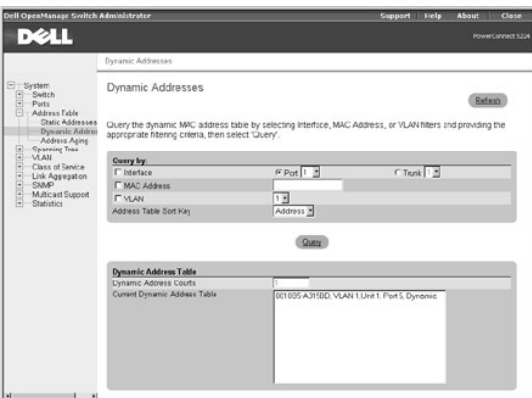 Dell OpenManage Switch Administrator
Support Help About Close
DELL
PowerConnect 5224
Dynamic Addresses
System
Switch
Ports
Address Table
Static Addresses
Dynamic Addres
Address Aging
Spanning Tree
VLAN
Class of Service
Link Aggregation
SNMP
Multicast Support
Statistics
Dynamic Addresses
Refresh
Query the dynamic MAC address table by selecting Interface, MAC Address, or VLAN filters and providing the
appropriate filtering criteria, then select 'Query'.
Query by:
Interface Port 1 Trunk 1
MAC Address
VLAN 1
Address Table Sort Key Address
Query
Dynamic Address Table
Dynamic Address Counts 1
Current Dynamic Address Table
0010B5-A315BD, VLAN 1,Unit 1, Port 5, Dynamic